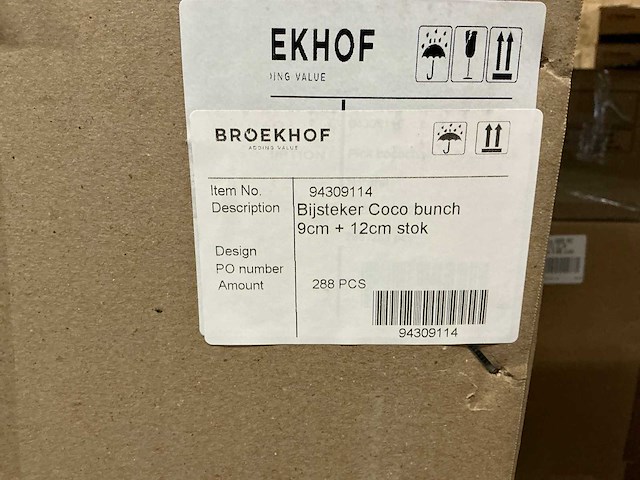 EKHOF
ING VALUE
BROEKHOF
ADDING VALUE
Item No. 94309114
Description Bijsteker Coco bunch
9cm + 12cm stok
Design
PO number
Amount 288 PCS
94309114